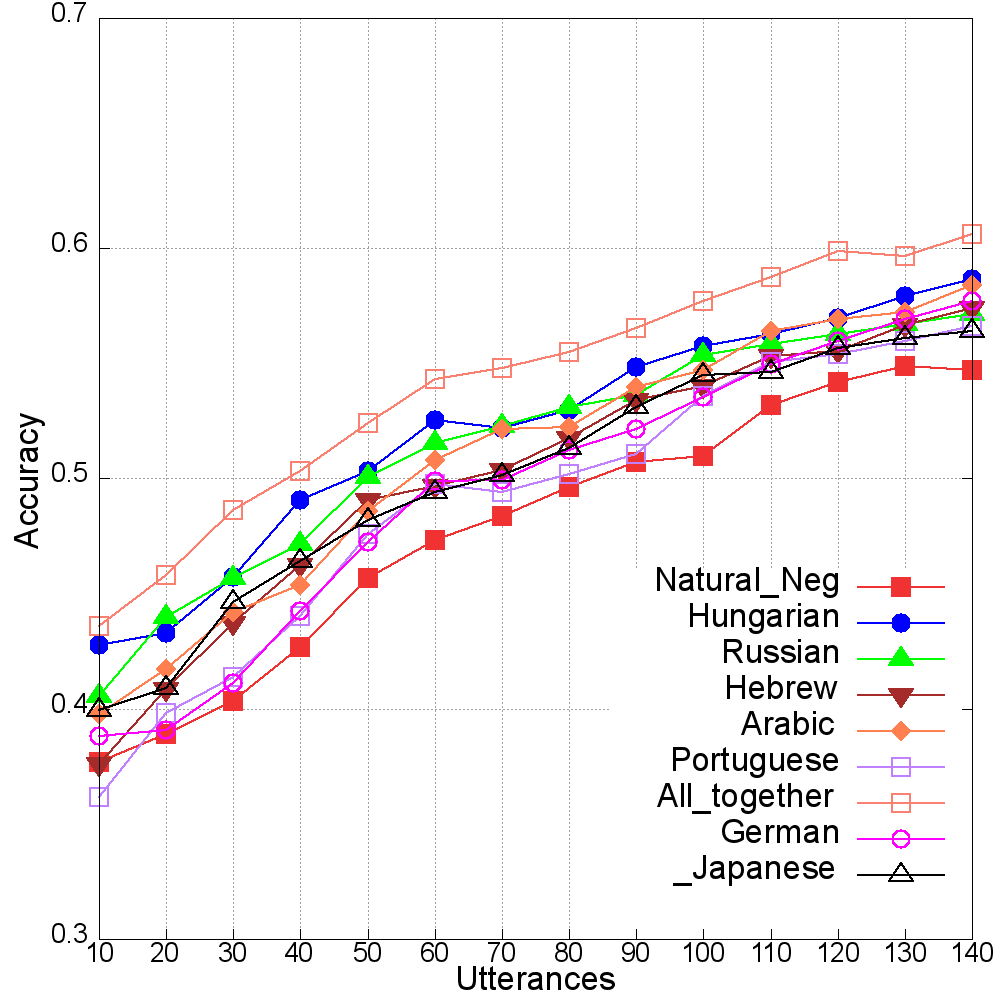 0.7
0.6
0.5
0.4
0.3
Accuracy
Natural_Neg
Hungarian
Russian
Hebrew
Arabic
Portuguese
All_together
German
_Japanese
10 20 30 40 50 60 70 80 90 100 110 120 130 140
Utterances